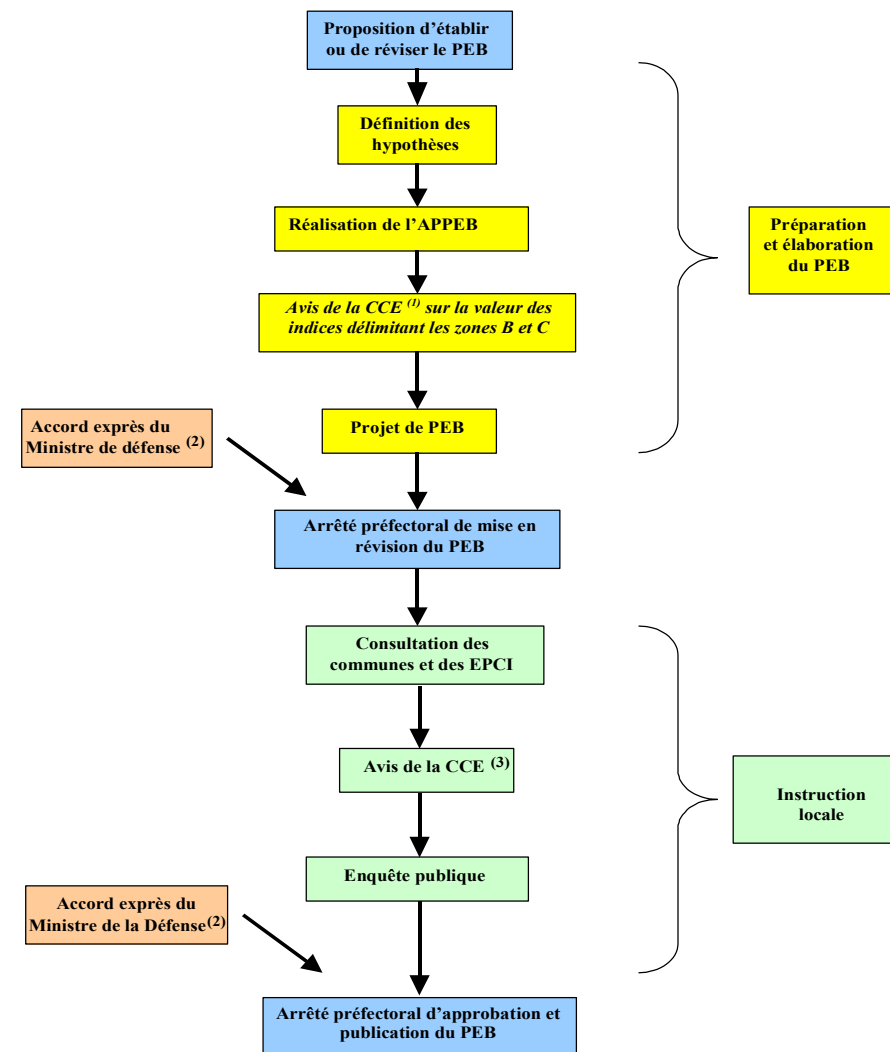 Proposition d'établir
ou de réviser le PEB
Définition des
hypothèses
Réalisation de l'APPEB
Préparation
et élaboration
du PEB
Avis de la CCE (1) sur la valeur des
indices délimitant les zones B et C
Accord exprès du
Ministre de défense (2)
Projet de PEB
Arrêté préfectoral de mise en
révision du PEB
Consultation des
communes et des EPCI
Avis de la CCE (3)
Instruction
locale
Enquête publique
Accord exprès du
Ministre de la Défense(2)
Arrêté préfectoral d'approbation et
publication du PEB